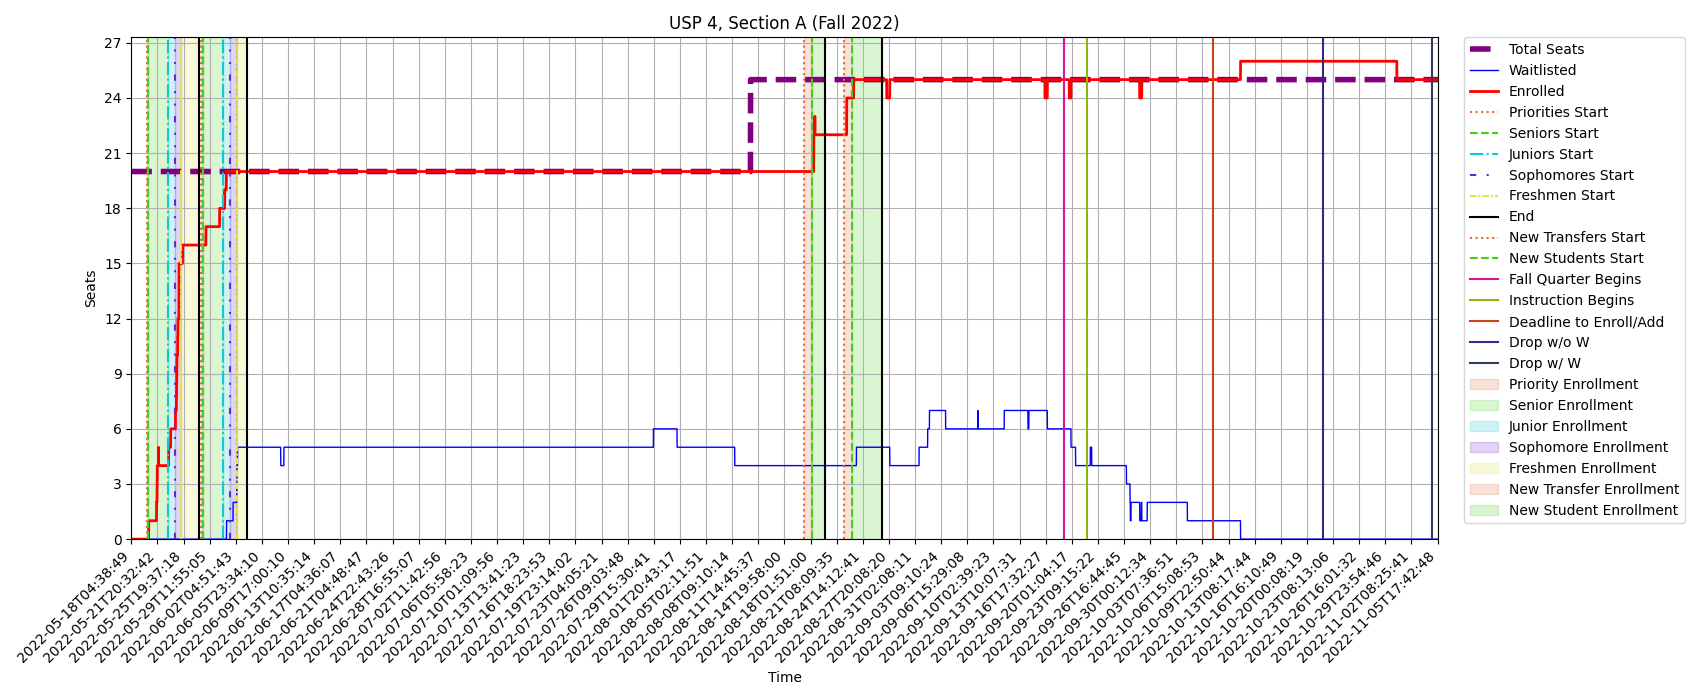 USP 4, Section A (Fall 2022)
27
24
21
18
15
12
9
6
3
0
Seats
2022-05-18T04:38:49
2022-05-21T20:32:42
2022-05-25T19:37:18
2022-05-29T11:55:05
2022-06-02T04:51:43
2022-06-05T23:34:10
2022-06-09T17:00:10
2022-06-13T10:35:14
2022-06-17T04:36:07
2022-06-21T04:48:47
2022-06-24T22:43:26
2022-06-28T16:55:07
2022-07-02T11:42:56
2022-07-06T05:58:23
2022-07-10T01:09:56
2022-07-13T13:41:23
2022-07-16T18:23:53
2022-07-19T23:14:02
2022-07-23T04:05:21
2022-07-26T09:03:48
2022-07-29T15:30:41
2022-08-01T20:43:17
2022-08-05T02:11:51
2022-08-08T09:10:14
2022-08-11T14:45:37
2022-08-14T19:58:00
2022-08-18T01:51:00
2022-08-21T08:09:35
2022-08-24T14:12:41
2022-08-27T20:08:20
2022-08-31T02:08:11
2022-09-03T09:10:24
2022-09-06T15:29:08
2022-09-10T02:39:23
2022-09-13T10:07:31
2022-09-16T17:32:27
2022-09-20T01:04:17
2022-09-23T09:15:22
2022-09-26T16:44:45
2022-09-30T00:12:34
2022-10-03T07:36:51
2022-10-06T15:08:53
2022-10-09T22:50:44
2022-10-13T08:17:44
2022-10-16T16:10:49
2022-10-20T00:08:19
2022-10-23T08:13:06
2022-10-26T16:01:32
2022-10-29T23:54:46
2022-11-02T08:25:41
2022-11-05T17:42:48
Time
Total Seats
Waitlisted
Enrolled
Priorities Start
Seniors Start
Juniors Start
Sophomores Start
Freshmen Start
End
New Transfers Start
New Students Start
Fall Quarter Begins
Instruction Begins
Deadline to Enroll/Add
Drop w/o W
Drop w/ W
Priority Enrollment
Senior Enrollment
Junior Enrollment
Sophomore Enrollment
Freshmen Enrollment
New Transfer Enrollment
New Student Enrollment